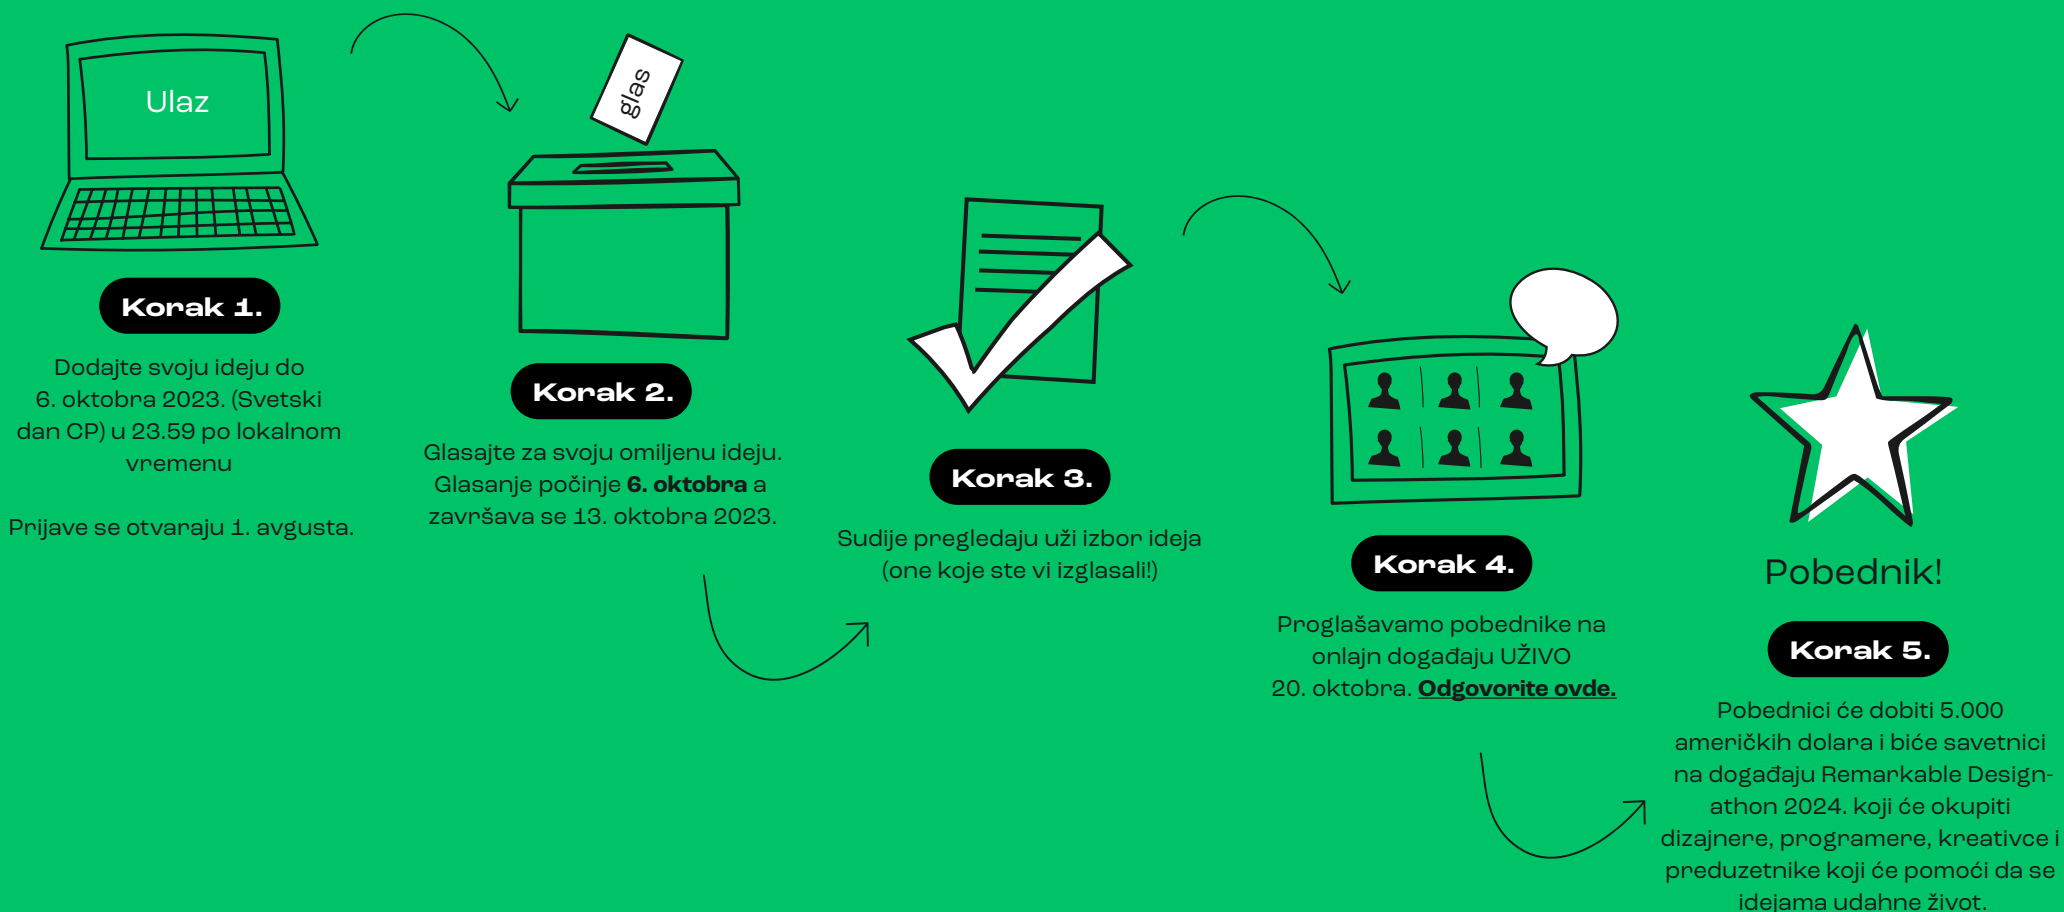 Ulaz
Korak 1.
Dodajte svoju ideju do
6. oktobra 2023. (Svetski
dan CP) u 23.59 po lokalnom
vremenu
Prijave se otvaraju 1. avgusta.
glas
Korak 2.
Glasajte za svoju omiljenu ideju.
Glasanje počinje 6. oktobra a
završava se 13. oktobra 2023.
Korak 3.
Sudije pregledaju uži izbor ideja
(one koje ste vi izglasali!)
Korak 4.
Proglašavamo pobednike na
onlajn događaju UŽIVO
20. oktobra. Odgovorite ovde.
Pobednik!
Korak 5.
Pobednici će dobiti 5.000
američkih dolara i biće savetnici
na događaju Remarkable Design-
athon 2024. koji će okupiti
dizajnere, programere, kreativce i
preduzetnike koji će pomoći da se
idejama udahne život.